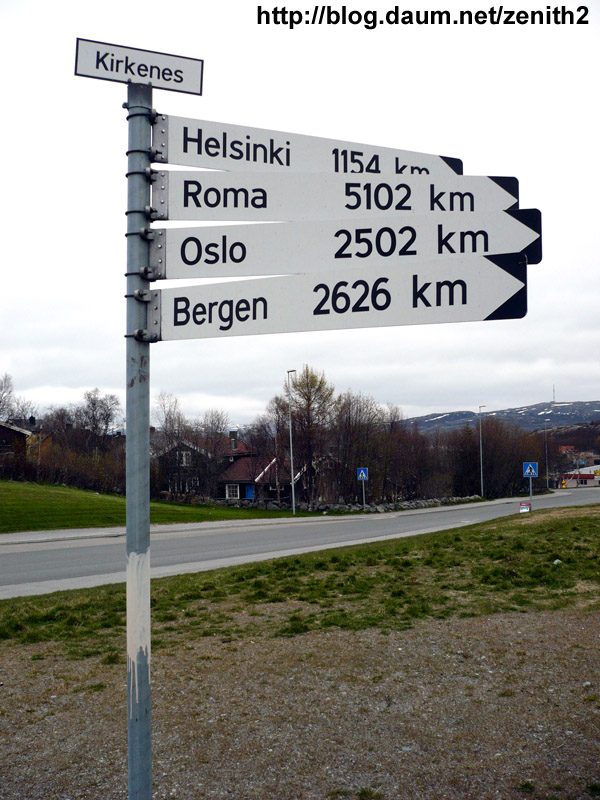 http://blog.daum.net/zenith2
Kirkenes
Helsinki 1154 km
Roma 5102 km
Oslo 2502 km
Bergen 2626 km